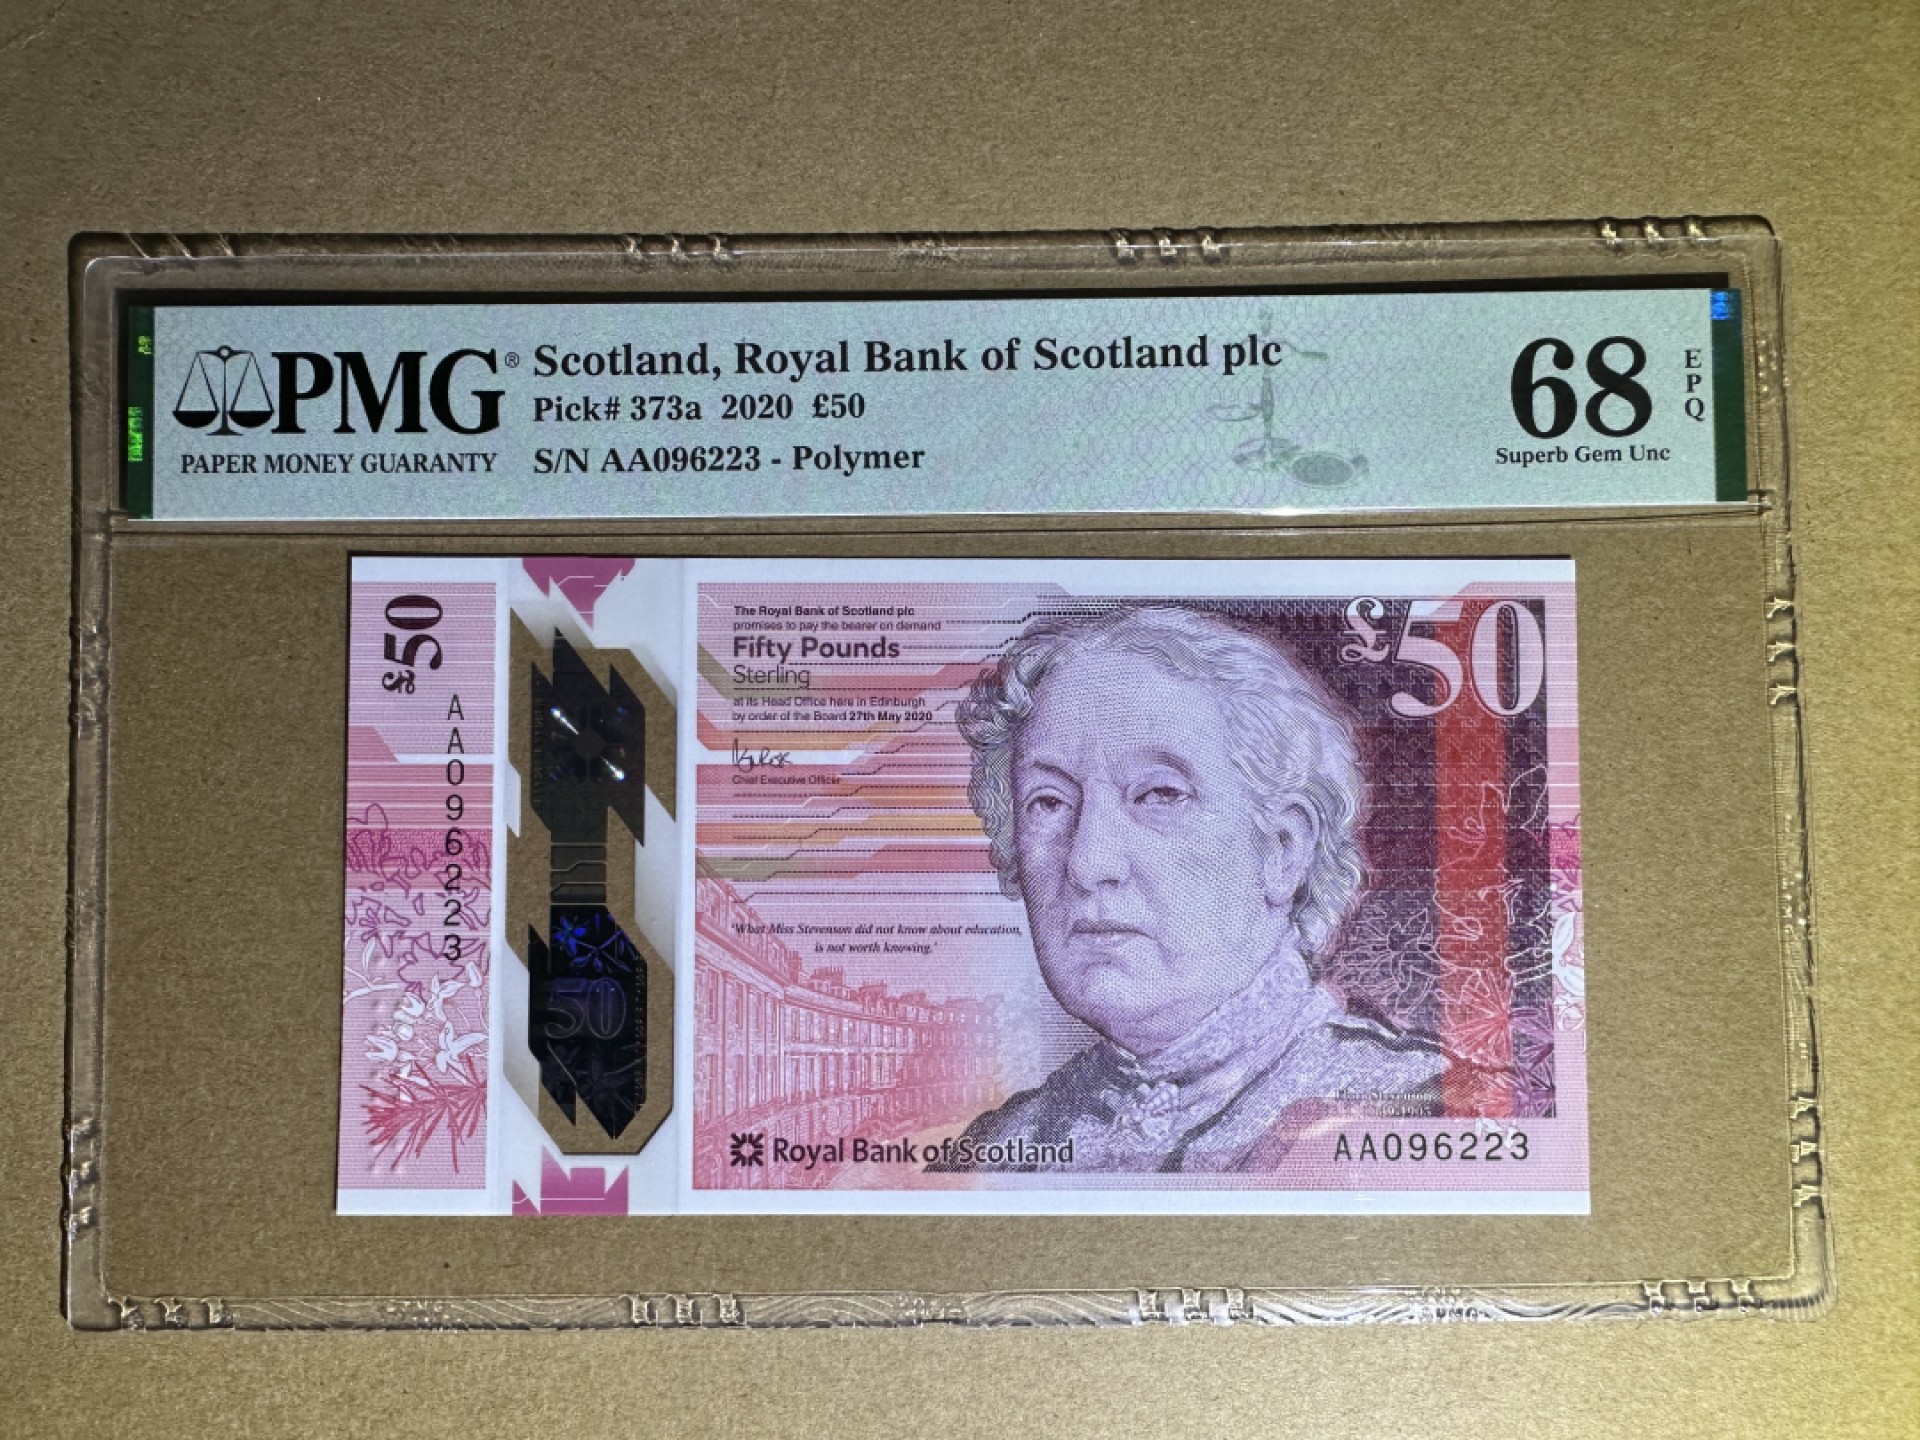 PMG®
PAPER MONEY GUARANTY
Scotland, Royal Bank of Scotland plc
Pick# 373a 2020 £50
S/N AA096223 - Polymer
68
EPQ
Superb Gem Unc
£50
AA096223
50
The Royal Bank of Scotland plc
promises to pay the bearer on demand
Fifty Pounds
Sterling
at its Head Office here in Edinburgh
by order of the Board 27th May 2020
Chief Executive Officer
'What Miss Stevenson did not know about education,
is not worth knowing.'
£50
Royal Bank of Scotland
AA096223
PMG